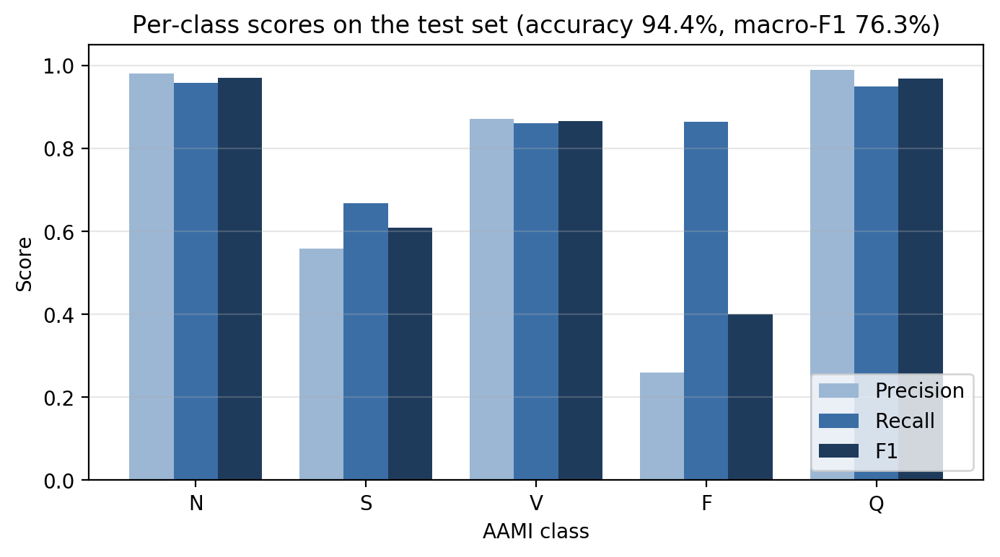 Per-class scores on the test set (accuracy 94.4%, macro-F1 76.3%)
1.0
0.8
0.6
0.4
0.2
0.0
Score
N S V F Q
AAMI class
Precision
Recall
F1